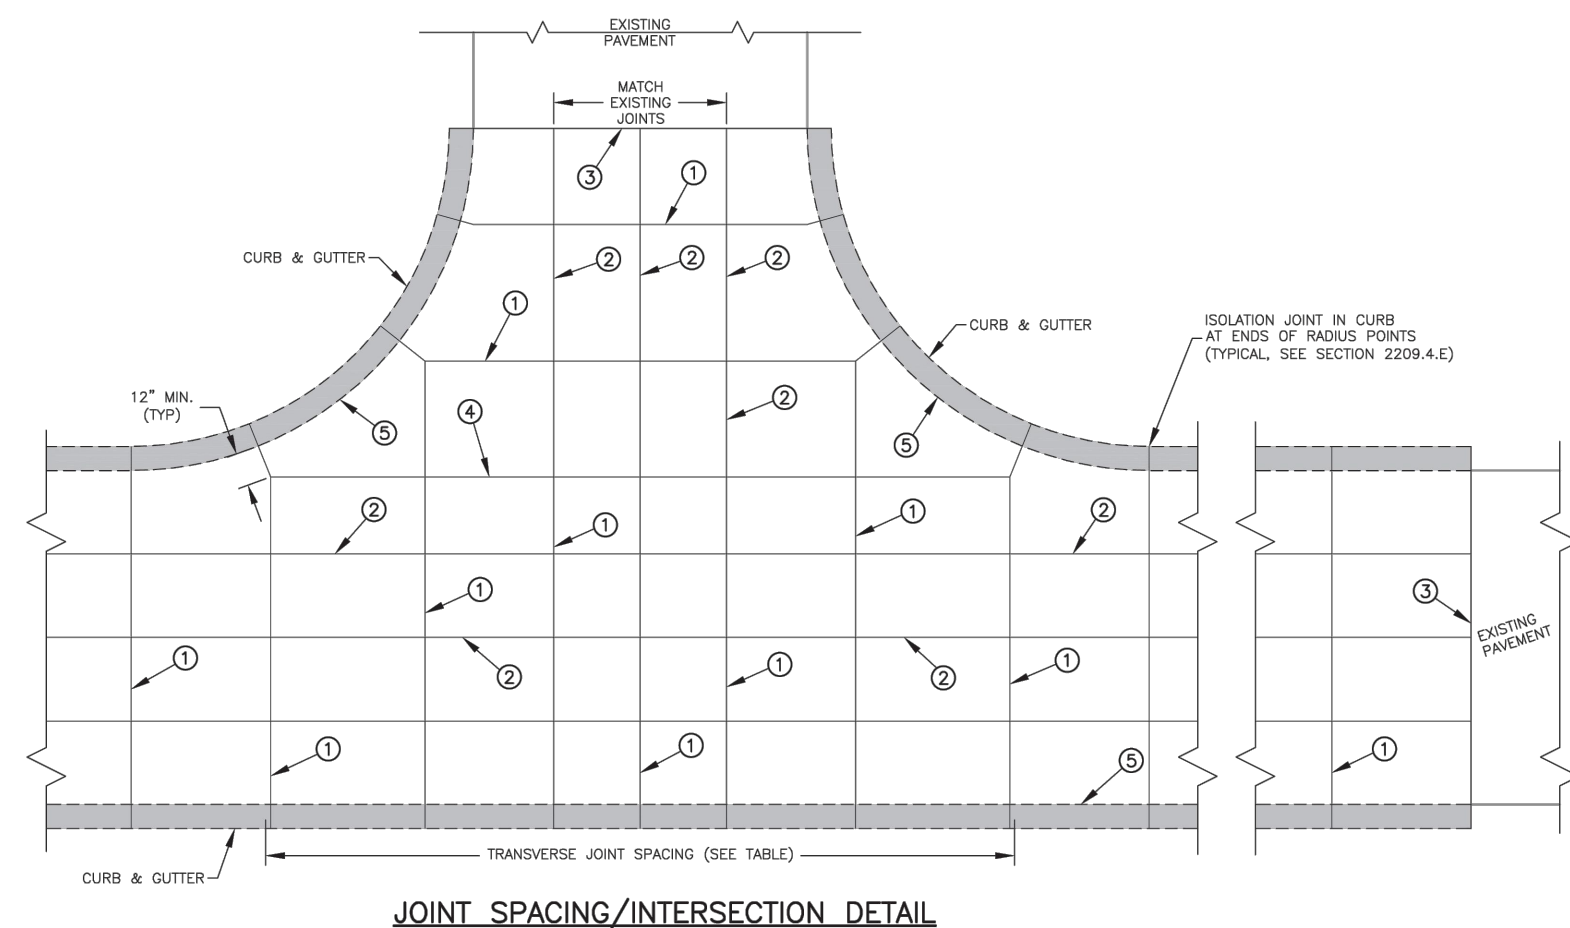 EXISTING
PAVEMENT
MATCH
EXISTING
JOINTS
3
1
CURB & GUTTER
2
2
2
1
CURB & GUTTER
ISOLATION JOINT IN CURB
AT ENDS OF RADIUS POINTS
(TYPICAL, SEE SECTION 2209.4.E)
12" MIN.
(TYP)
5
4
2
5
2
1
1
2
1
3
EXISTING
PAVEMENT
1
2
1
2
1
1
1
5
1
TRANSVERSE JOINT SPACING (SEE TABLE)
CURB & GUTTER
JOINT SPACING/INTERSECTION DETAIL